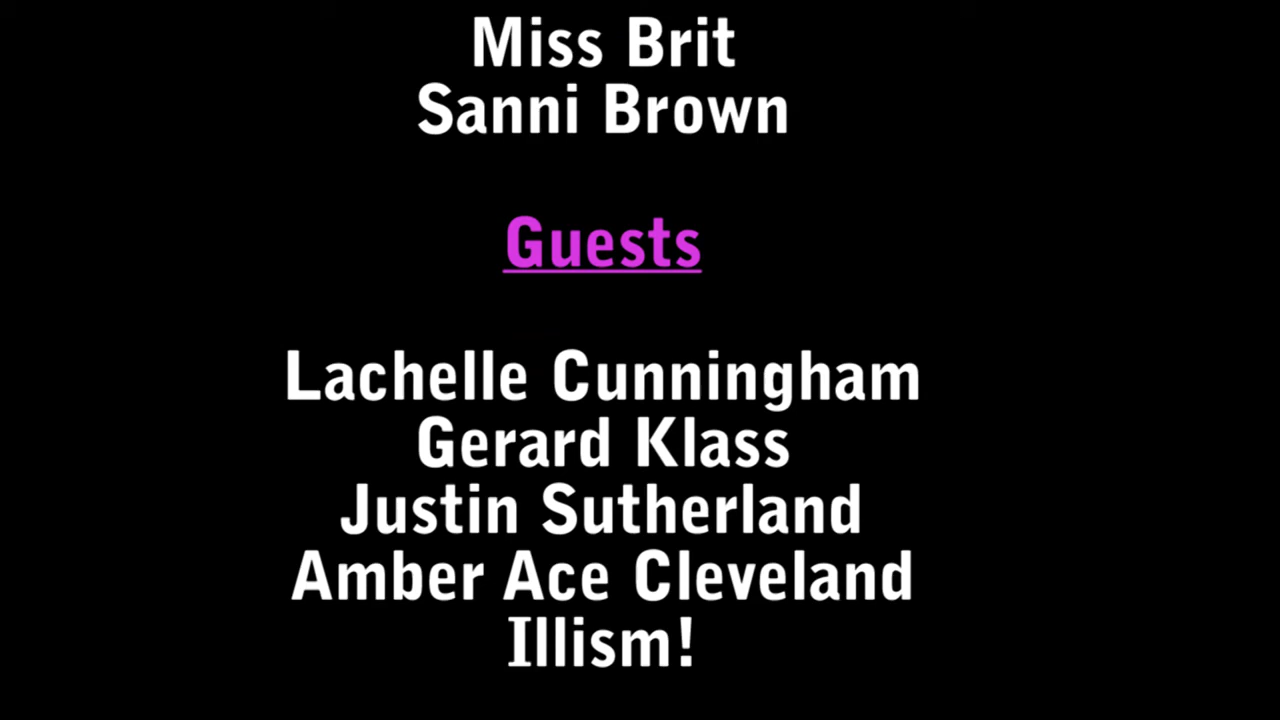 Miss Brit
Sanni Brown
Guests
Lachelle Cunningham
Gerard Klass
Justin Sutherland
Amber Ace Cleveland
Illism!